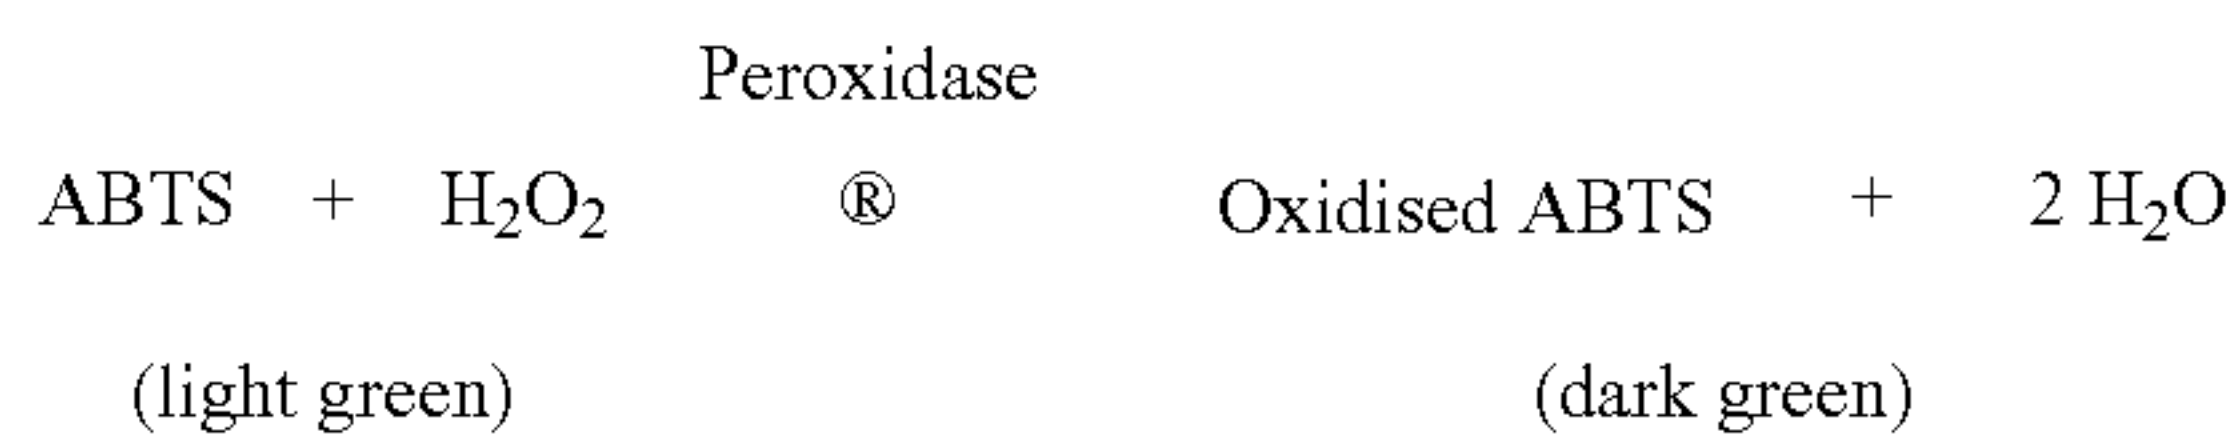 Peroxidase
ABTS + H₂O₂ ® Oxidised ABTS + 2 H₂O
(light green) (dark green)